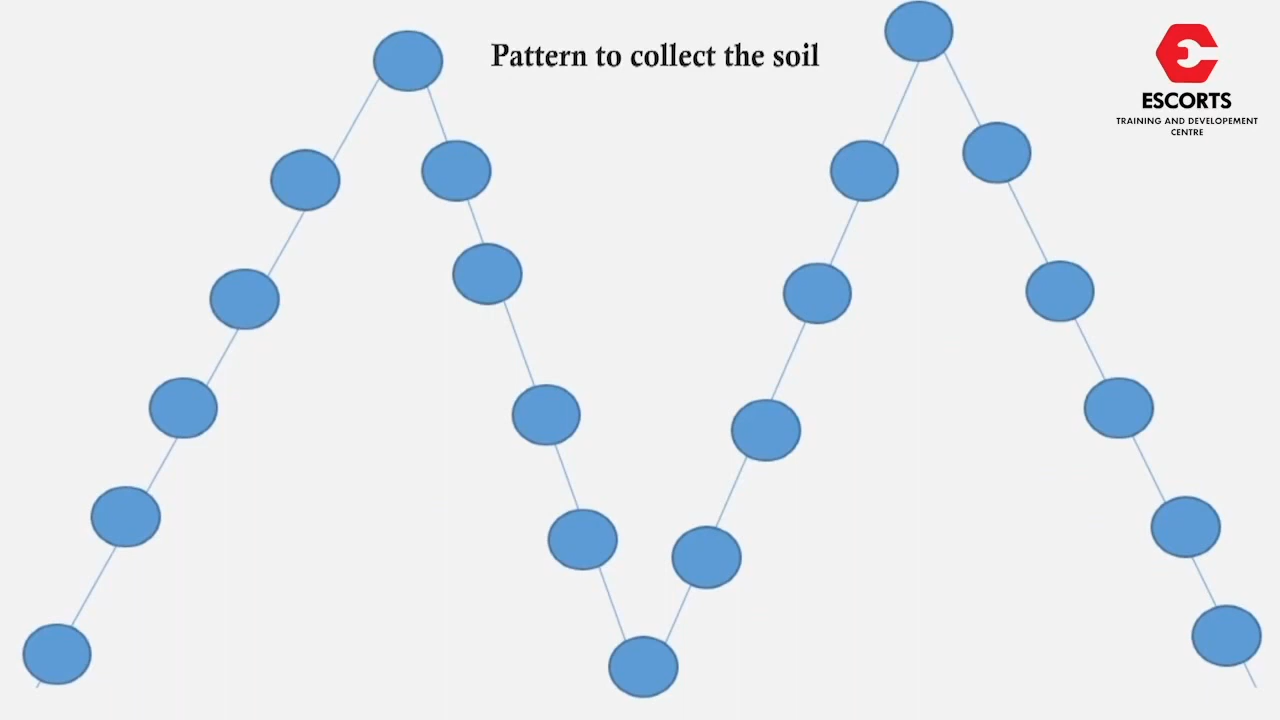 Pattern to collect the soil
ESCORTS
TRAINING AND DEVELOPEMENT
CENTRE